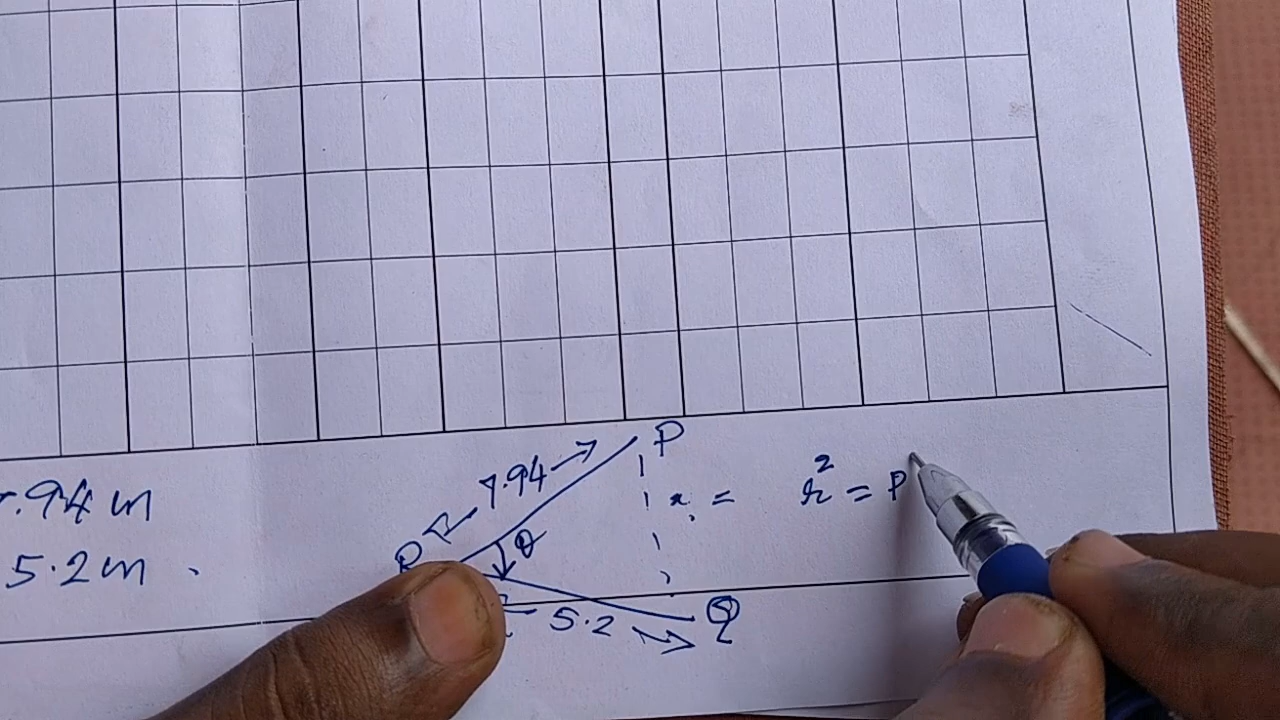 .94 m
5.2 m .
P
7.94
R
θ
r = r² = P
5.2
Q